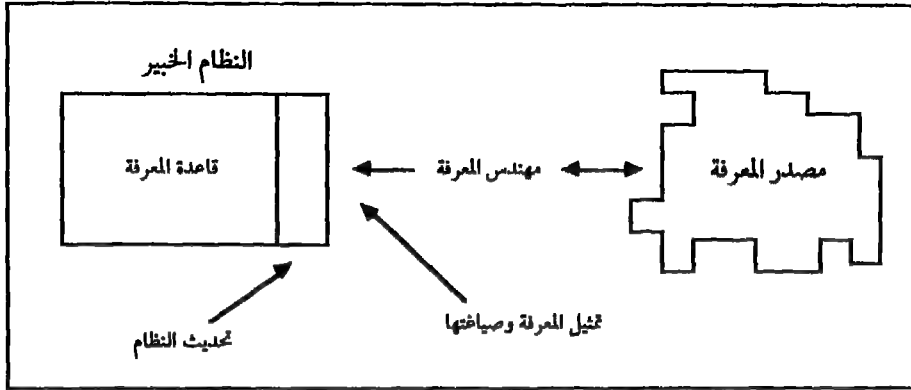 النظام الخبير
مصدر المعرفة
مهندس المعرفة
قاعدة المعرفة
تمثيل المعرفة وصياغتها
تحديث النظام